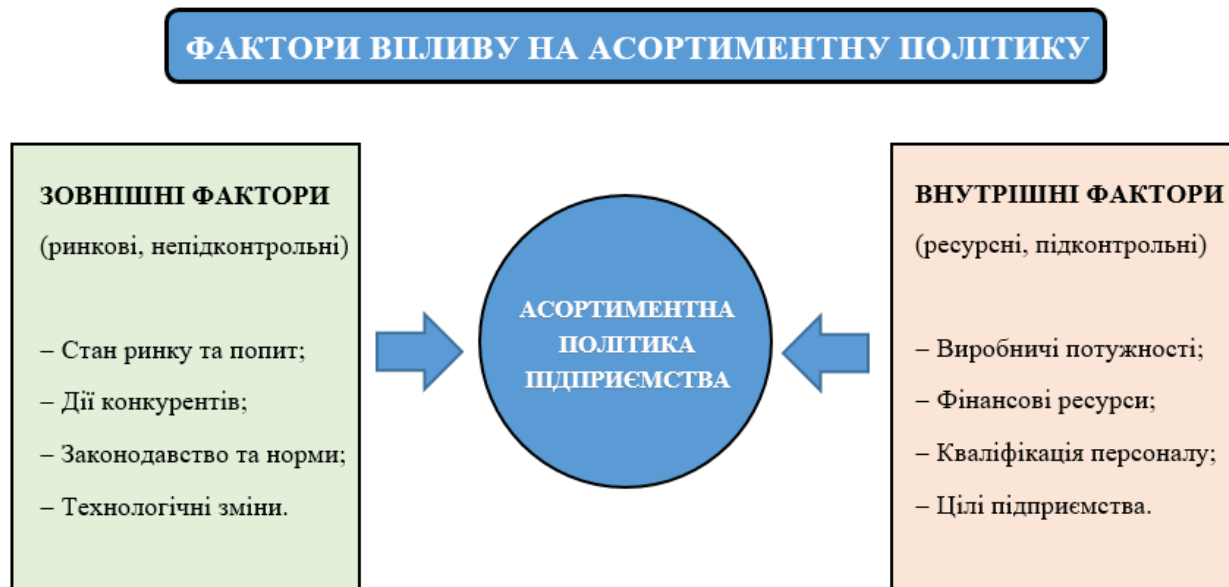 ФАКТОРИ ВПЛИВУ НА АСОРТИМЕНТНУ ПОЛІТИКУ
ЗОВНІШНІ ФАКТОРИ
(ринкові, непідконтрольні)
– Стан ринку та попит;
– Дії конкурентів;
– Законодавство та норми;
– Технологічні зміни.
АСОРТИМЕНТНА
ПОЛІТИКА
ПІДПРИЄМСТВА
ВНУТРІШНІ ФАКТОРИ
(ресурсні, підконтрольні)
– Виробничі потужності;
– Фінансові ресурси;
– Кваліфікація персоналу;
– Цілі підприємства.